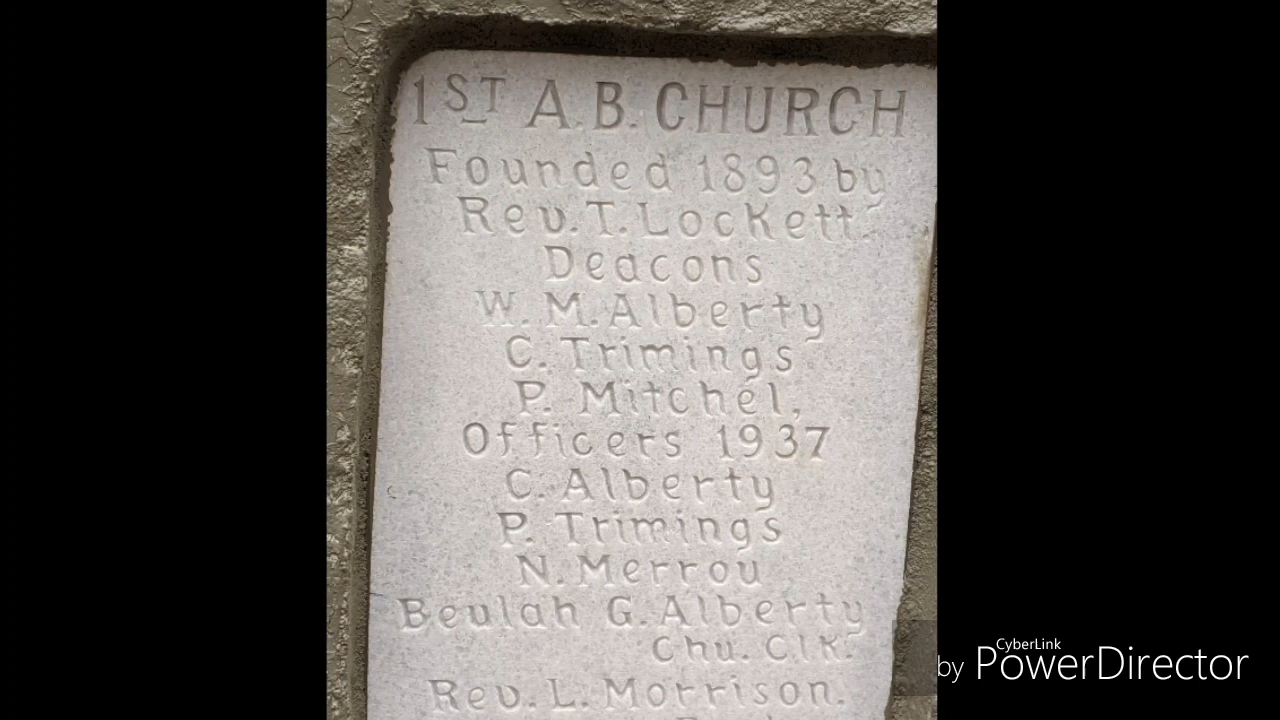 1ST A.B. CHURCH
Founded 1893 by
Rev. T. Lockett
Deacons
W. M. Alberty
C. Trimings
P. Mitchel,
Officers 1937
C. Alberty
P. Trimings
N. Merrou
Beulah G. Alberty
Chu. Clk.
Rev. L. Morrison.
CyberLink
by PowerDirector